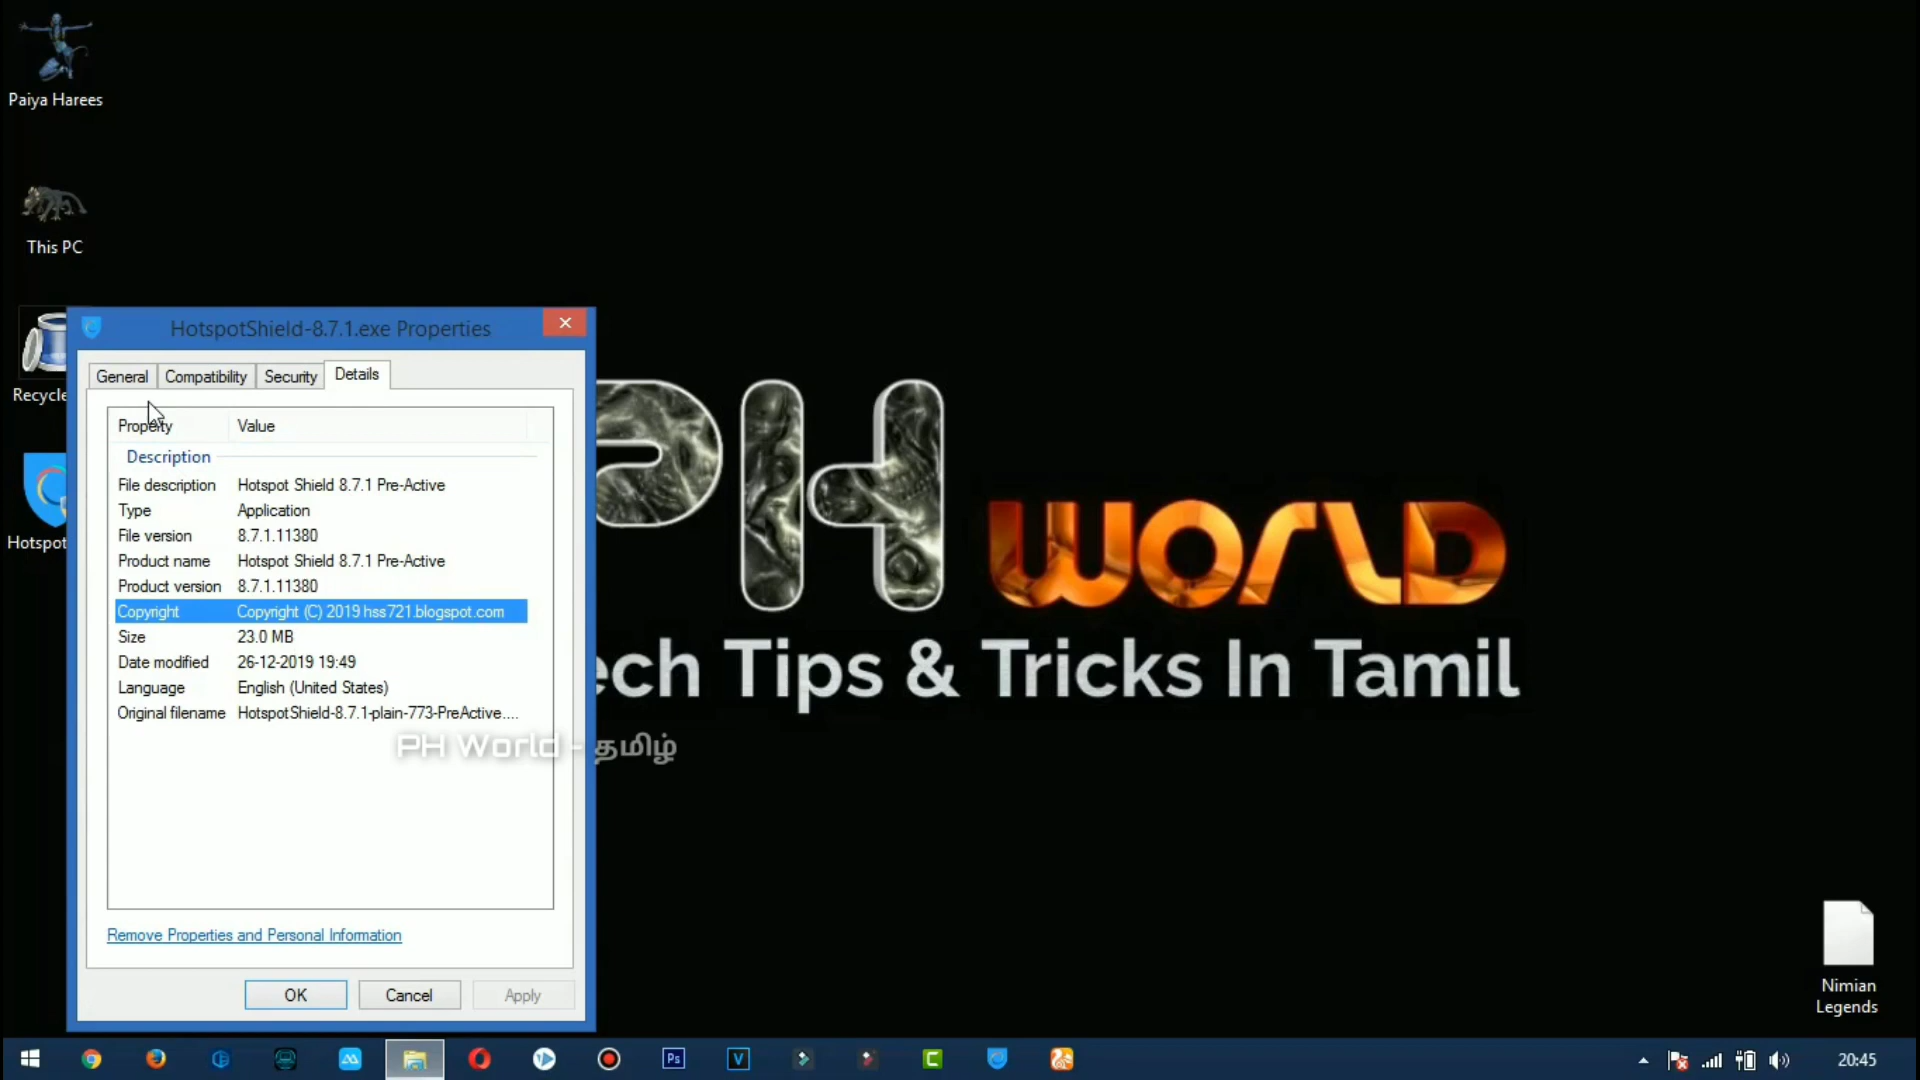 Paiya Harees
This PC
Recycle
Hotspot
HotspotShield-8.7.1.exe Properties
General
Compatibility
Security
Details
Property Value
Description
File description Hotspot Shield 8.7.1 Pre-Active
Type Application
File version 8.7.1.11380
Product name Hotspot Shield 8.7.1 Pre-Active
Product version 8.7.1.11380
Copyright Copyright (C) 2019 hss721.blogspot.com
Size 23.0 MB
Date modified 26-12-2019 19:49
Language English (United States)
Original filename HotspotShield-8.7.1-plain-773-PreActive....
Remove Properties and Personal Information
OK
Cancel
Apply
PH WORLD
ech Tips & Tricks In Tamil
PH World - தமிழ்
Nimian
Legends
Ps
V
C
20:45